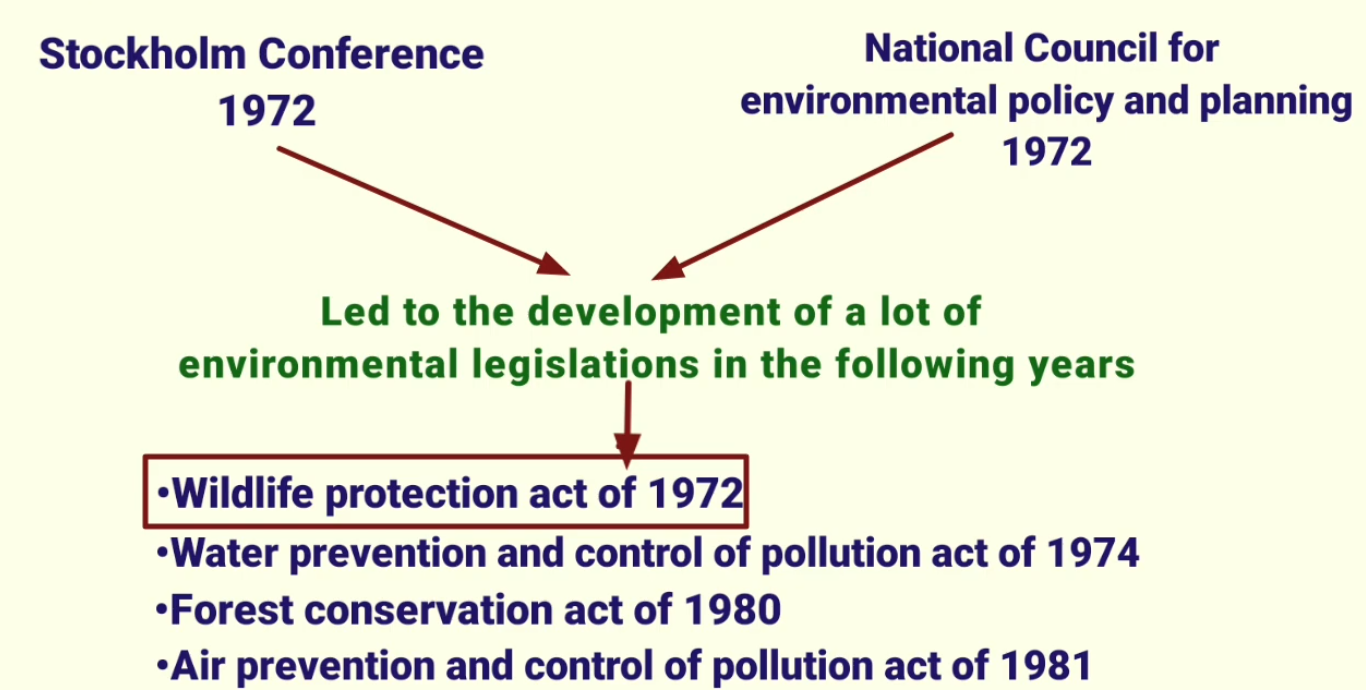 Stockholm Conference
1972
National Council for
environmental policy and planning
1972
Led to the development of a lot of
environmental legislations in the following years
•Wildlife protection act of 1972
•Water prevention and control of pollution act of 1974
•Forest conservation act of 1980
•Air prevention and control of pollution act of 1981